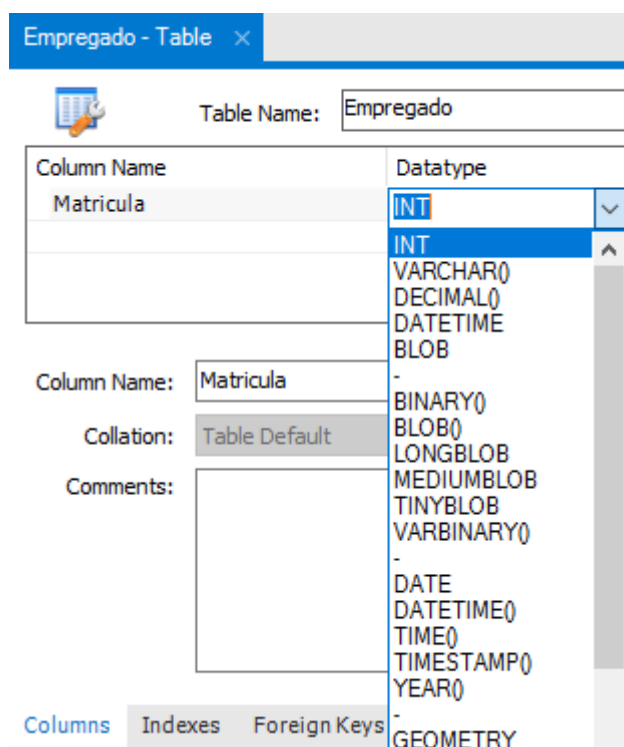 Empregado - Table ×
Table Name: Empregado
Column Name Datatype
Matricula INT
INT
VARCHAR()
DECIMAL()
DATETIME
BLOB
-
BINARY()
BLOB()
LONGBLOB
MEDIUMBLOB
TINYBLOB
VARBINARY()
-
DATE
DATETIME()
TIME()
TIMESTAMP()
YEAR()
-
GEOMETRY
Column Name: Matricula
Collation: Table Default
Comments:
Columns Indexes Foreign Keys